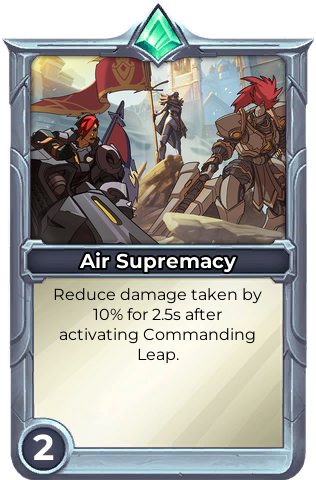 Air Supremacy
Reduce damage taken by
10% for 2.5s after
activating Commanding
Leap.
2